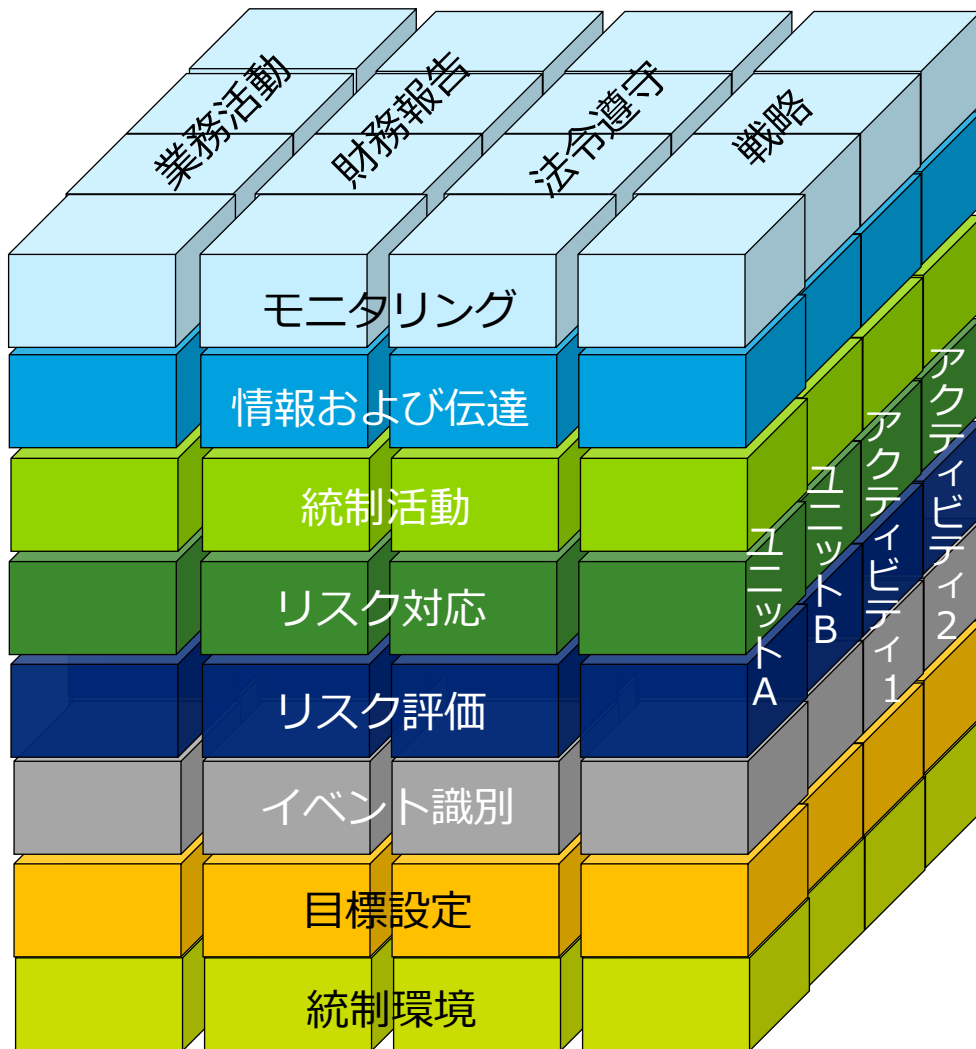 業務活動
財務報告
法令遵守
戦略
モニタリング
情報および伝達
統制活動
リスク対応
リスク評価
イベント識別
目標設定
統制環境
ユニットA
ユニットB
アクティビティ1
アクティビティ2